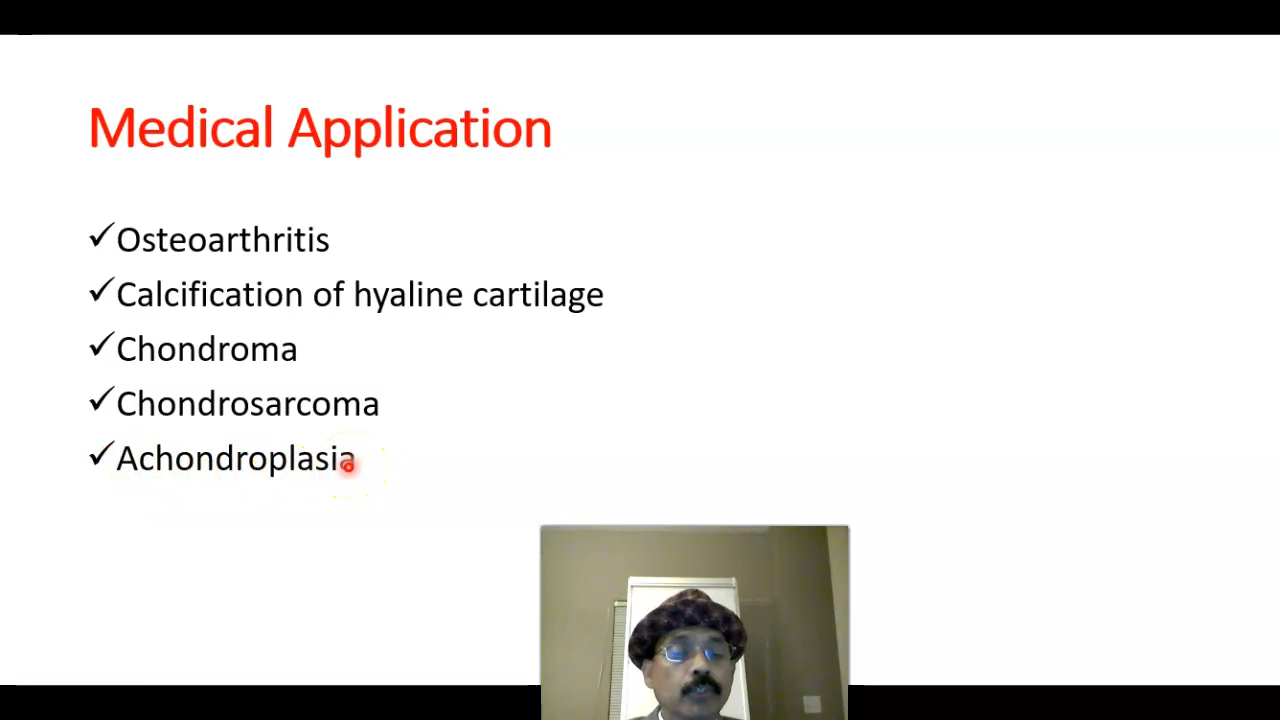 Medical Application
✓Osteoarthritis
✓Calcification of hyaline cartilage
✓Chondroma
✓Chondrosarcoma
✓Achondroplasia